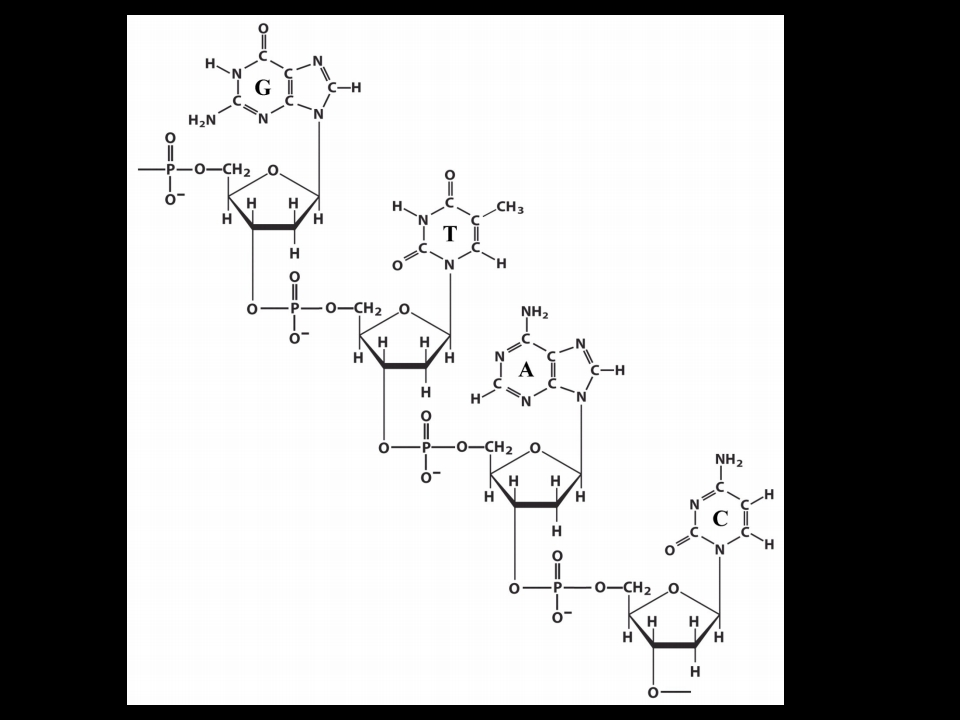 O
C
H N C N
G C—H
C C
H₂N N N
O
—P—O—CH₂ O
O⁻
H H H H
H
O
C
H N C CH₃
T
C C
O N H
O
O—P—O—CH₂ O
O⁻
H H H H
H
NH₂
C
N C N
A C—H
C C
H N N
O
O—P—O—CH₂ O
O⁻
H H H H
H
NH₂
C
N C H
C
C C
O N H
O
O—P—O—CH₂ O
O⁻
H H H H
H
O—